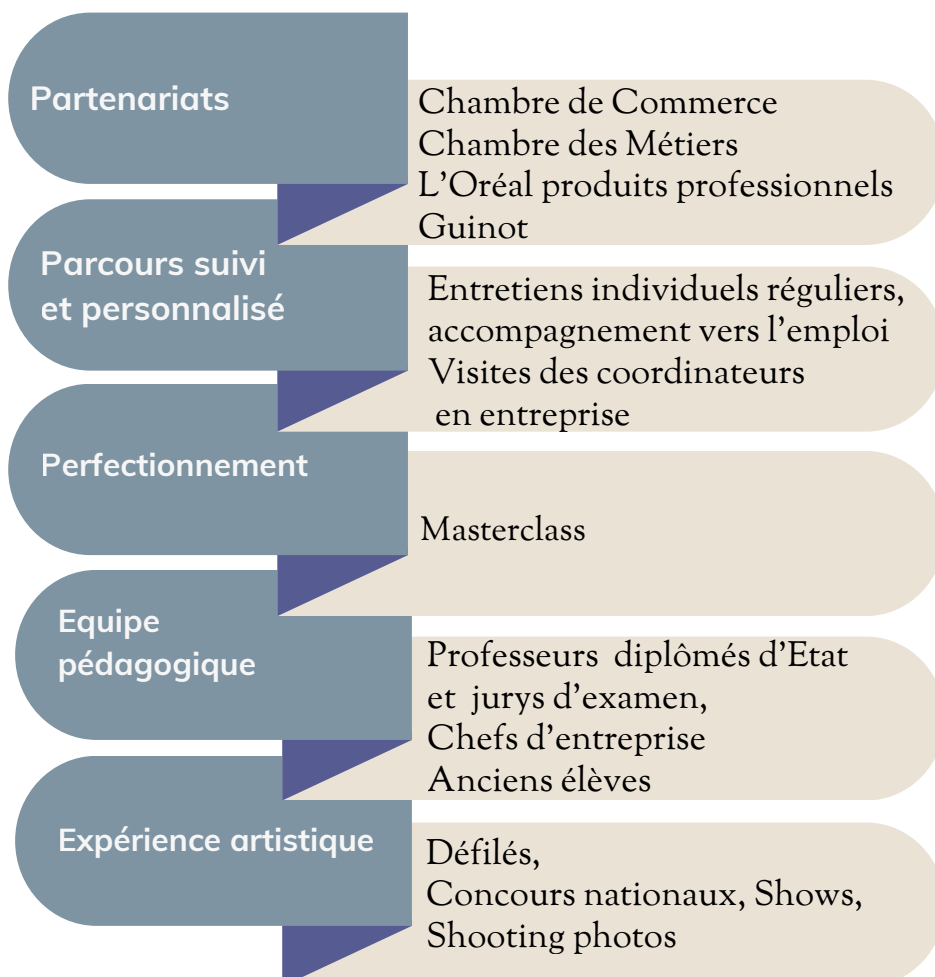 Partenariats
Chambre de Commerce
Chambre des Métiers
L'Oréal produits professionnels
Guinot
Parcours suivi
et personnalisé
Entretiens individuels réguliers,
accompagnement vers l'emploi
Visites des coordinateurs
en entreprise
Perfectionnement
Masterclass
Equipe
pédagogique
Professeurs diplômés d'Etat
et jurys d'examen,
Chefs d'entreprise
Anciens élèves
Expérience artistique
Défilés,
Concours nationaux, Shows,
Shooting photos